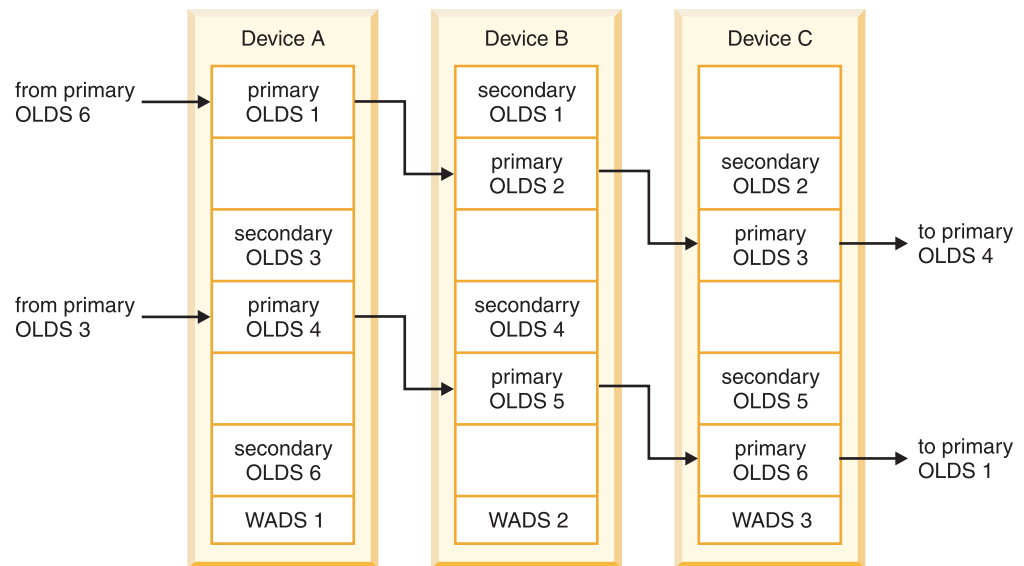 Device A
Device B
Device C
from primary
OLDS 6
primary
OLDS 1
secondary
OLDS 1
primary
OLDS 2
secondary
OLDS 2
secondary
OLDS 3
primary
OLDS 3
to primary
OLDS 4
from primary
OLDS 3
primary
OLDS 4
secondarry
OLDS 4
primary
OLDS 5
secondary
OLDS 5
secondary
OLDS 6
primary
OLDS 6
to primary
OLDS 1
WADS 1
WADS 2
WADS 3